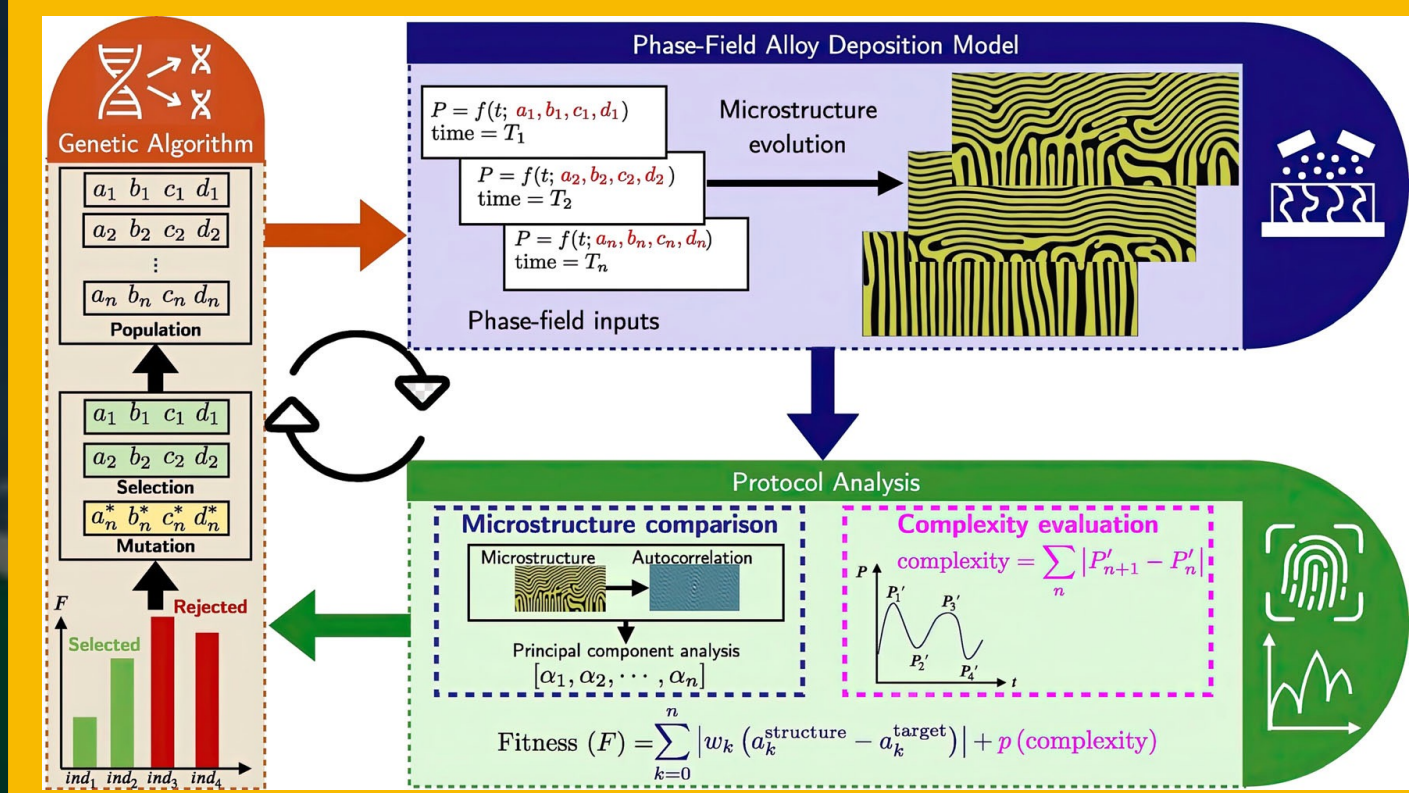 Genetic Algorithm
a₁ b₁ c₁ d₁
a₂ b₂ c₂ d₂
⋮
aₙ bₙ cₙ dₙ
Population
a₁ b₁ c₁ d₁
a₂ b₂ c₂ d₂
Selection
aₙ* bₙ* cₙ* dₙ*
Mutation
F
Rejected
Selected
ind₁ ind₂ ind₃ ind₄
Phase-Field Alloy Deposition Model
P = f(t; a₁, b₁, c₁, d₁)
time = T₁
P = f(t; a₂, b₂, c₂, d₂)
time = T₂
P = f(t; aₙ, bₙ, cₙ, dₙ)
time = Tₙ
Phase-field inputs
Microstructure
evolution
Protocol Analysis
Microstructure comparison
Microstructure
Autocorrelation
Principal component analysis
[α₁, α₂, ⋯ , αₙ]
Complexity evaluation
complexity = ∑ₙ |P′ₙ₊₁ − P′ₙ|
P
P₁′
P₃′
P₂′
P₄′
t
Fitness (F) = ∑ₖ₌₀ⁿ |wₖ (aₖ^structure − aₖ^target)| + p (complexity)